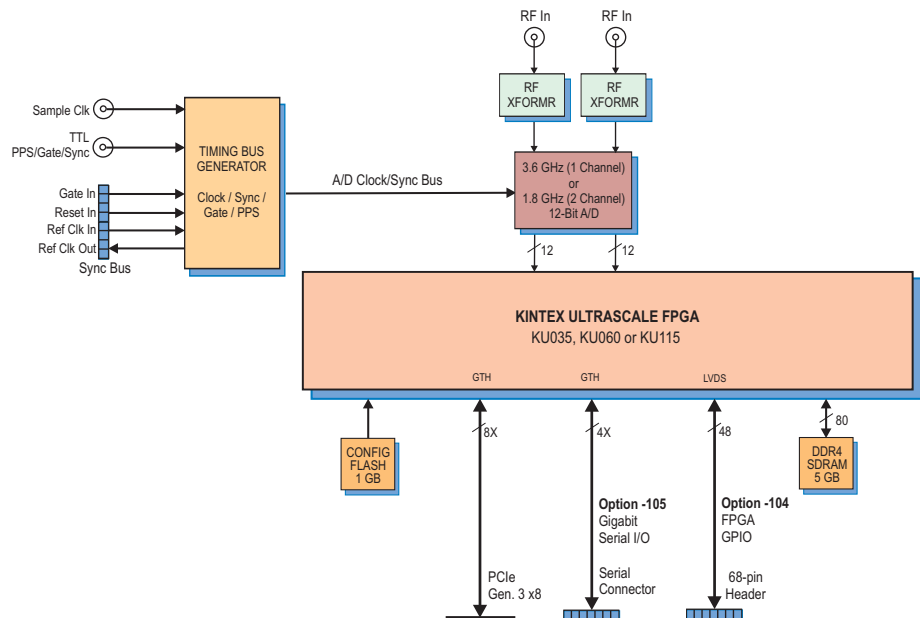 RF In
RF In
RF
XFORMR
RF
XFORMR
Sample Clk
TTL
PPS/Gate/Sync
TIMING BUS
GENERATOR
Clock / Sync /
Gate / PPS
A/D Clock/Sync Bus
3.6 GHz (1 Channel)
or
1.8 GHz (2 Channel)
12-Bit A/D
Gate In
Reset In
Ref Clk In
Ref Clk Out
Sync Bus
12
12
KINTEX ULTRASCALE FPGA
KU035, KU060 or KU115
GTH
GTH
LVDS
8X
4X
48
80
CONFIG
FLASH
1 GB
DDR4
SDRAM
5 GB
Option -105
Gigabit
Serial I/O
Option -104
FPGA
GPIO
PCIe
Gen. 3 x8
Serial
Connector
68-pin
Header